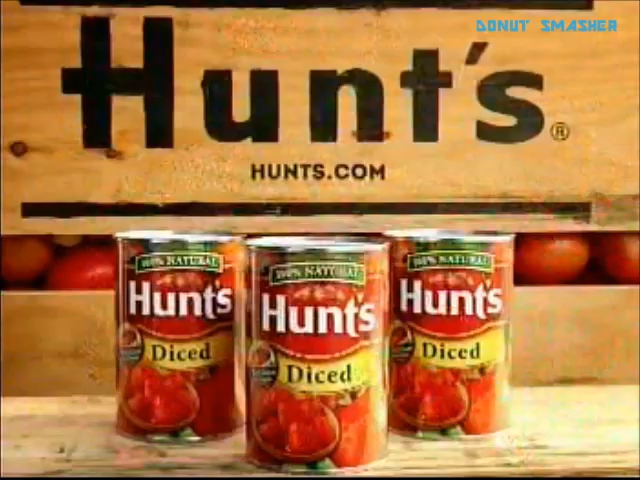 DONUT SMASHER
Hunt's®
HUNTS.COM
100% NATURAL
Hunt's
Diced
100% NATURAL
Hunt's
Diced
100% NATURAL
Hunt's
Diced